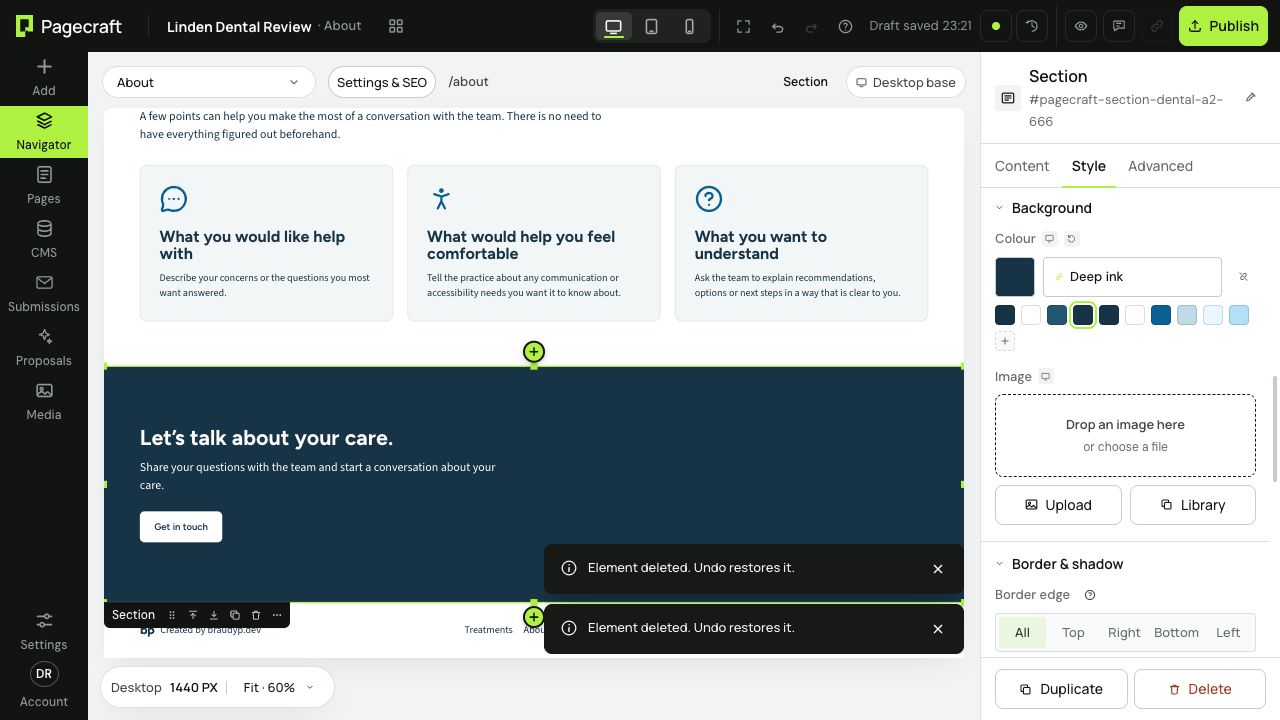 Pagecraft
Linden Dental Review · About
Draft saved 23:21
Publish
Add
Navigator
Pages
CMS
Submissions
Proposals
Media
Settings
DR
Account
About
Settings & SEO
/about
Section
Desktop base
A few points can help you make the most of a conversation with the team. There is no need to
have everything figured out beforehand.
What you would like help
with
Describe your concerns or the questions you most
want answered.
What would help you feel
comfortable
Tell the practice about any communication or
accessibility needs you want it to know about.
What you want to
understand
Ask the team to explain recommendations,
options or next steps in a way that is clear to you.
Let’s talk about your care.
Share your questions with the team and start a conversation about your
care.
Get in touch
Element deleted. Undo restores it.
Section
Element deleted. Undo restores it.
bp Created by braudyp.dev
Treatments
Desktop 1440 PX
Fit · 60%
Section
#pagecraft-section-dental-a2-
666
Content
Style
Advanced
Background
Colour
Deep ink
Image
Drop an image here
or choose a file
Upload
Library
Border & shadow
Border edge
All
Top
Right
Bottom
Left
Duplicate
Delete